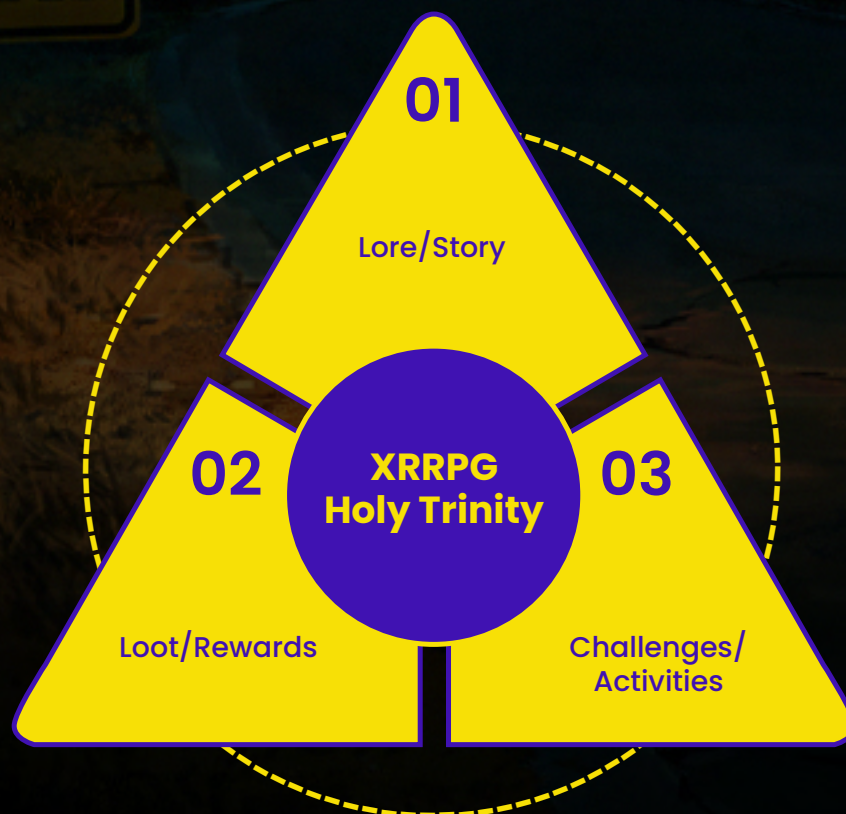 01
Lore/Story
XRRPG
Holy Trinity
02
03
Loot/Rewards
Challenges/
Activities